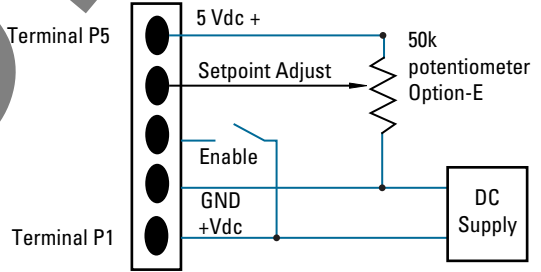 Terminal P5
5 Vdc +
50k
potentiometer
Option-E
Setpoint Adjust
Enable
GND
+Vdc
DC
Supply
Terminal P1